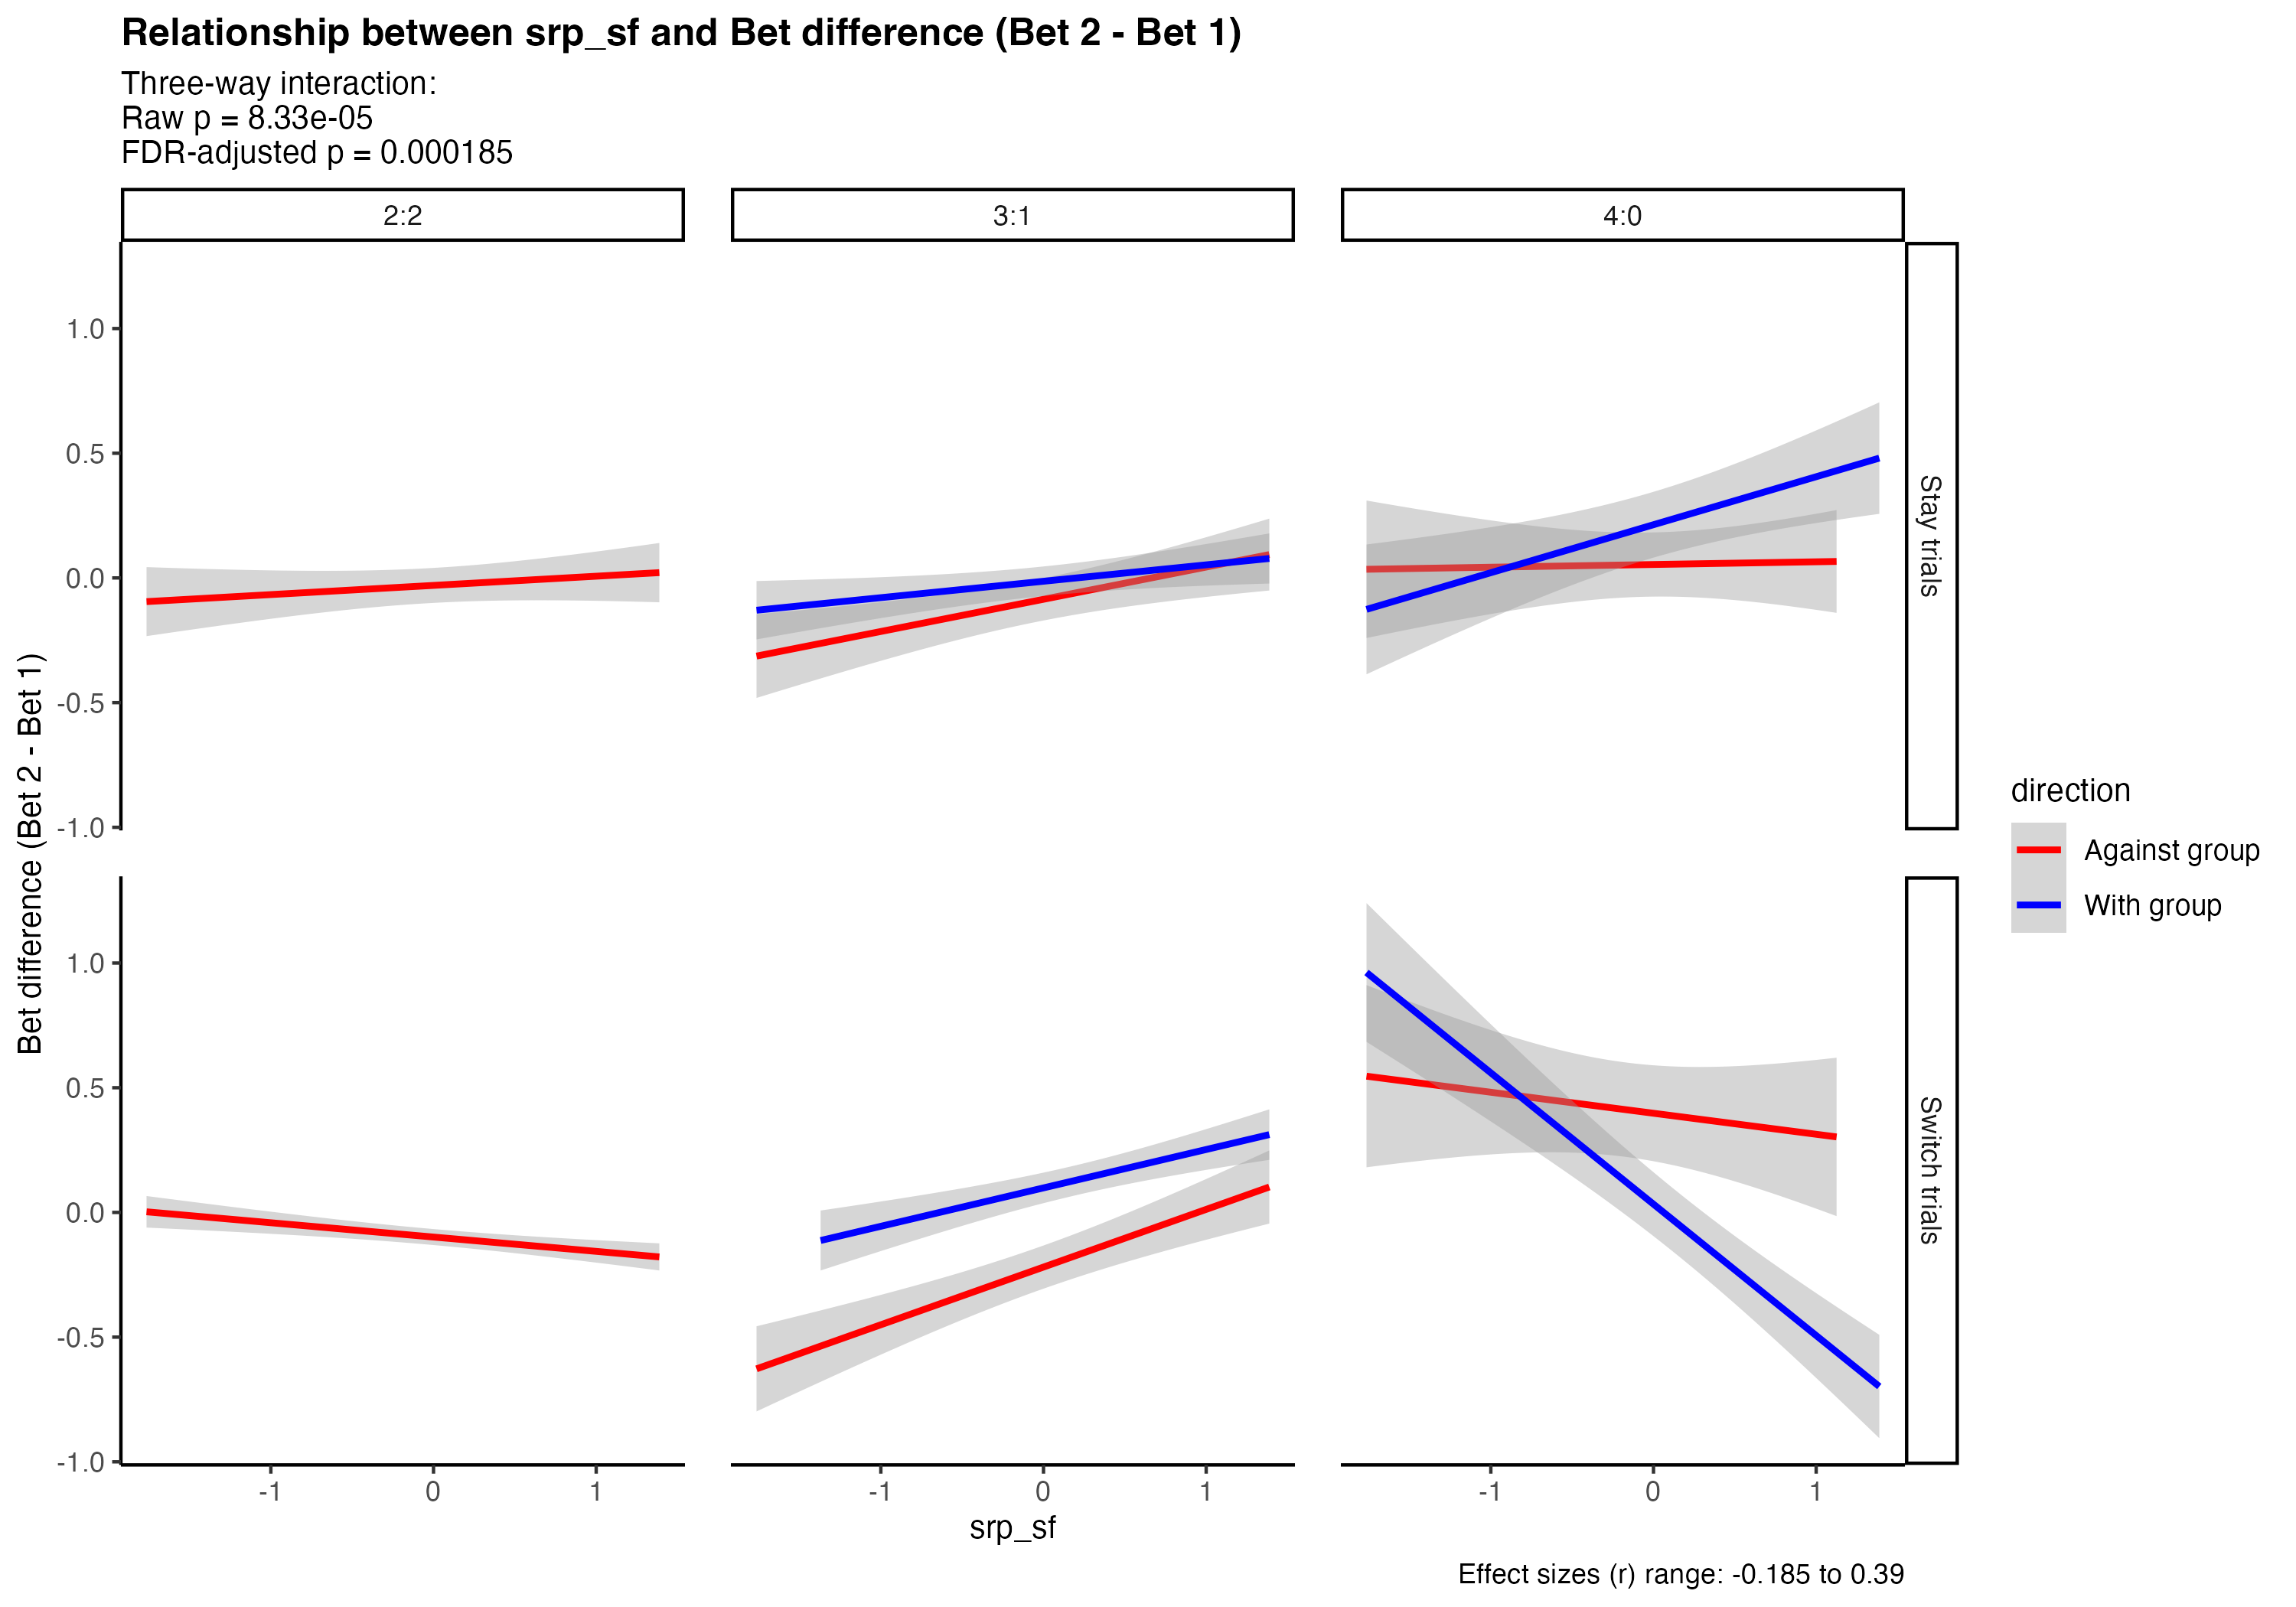 Relationship between srp_sf and Bet difference (Bet 2 - Bet 1)
Three-way interaction:
Raw p = 8.33e-05
FDR-adjusted p = 0.000185
2:2
3:1
4:0
1.0
0.5
0.0
-0.5
-1.0
Stay trials
Bet difference (Bet 2 - Bet 1)
direction
Against group
With group
1.0
0.5
0.0
-0.5
-1.0
Switch trials
-1 0 1
-1 0 1
-1 0 1
srp_sf
Effect sizes (r) range: -0.185 to 0.39